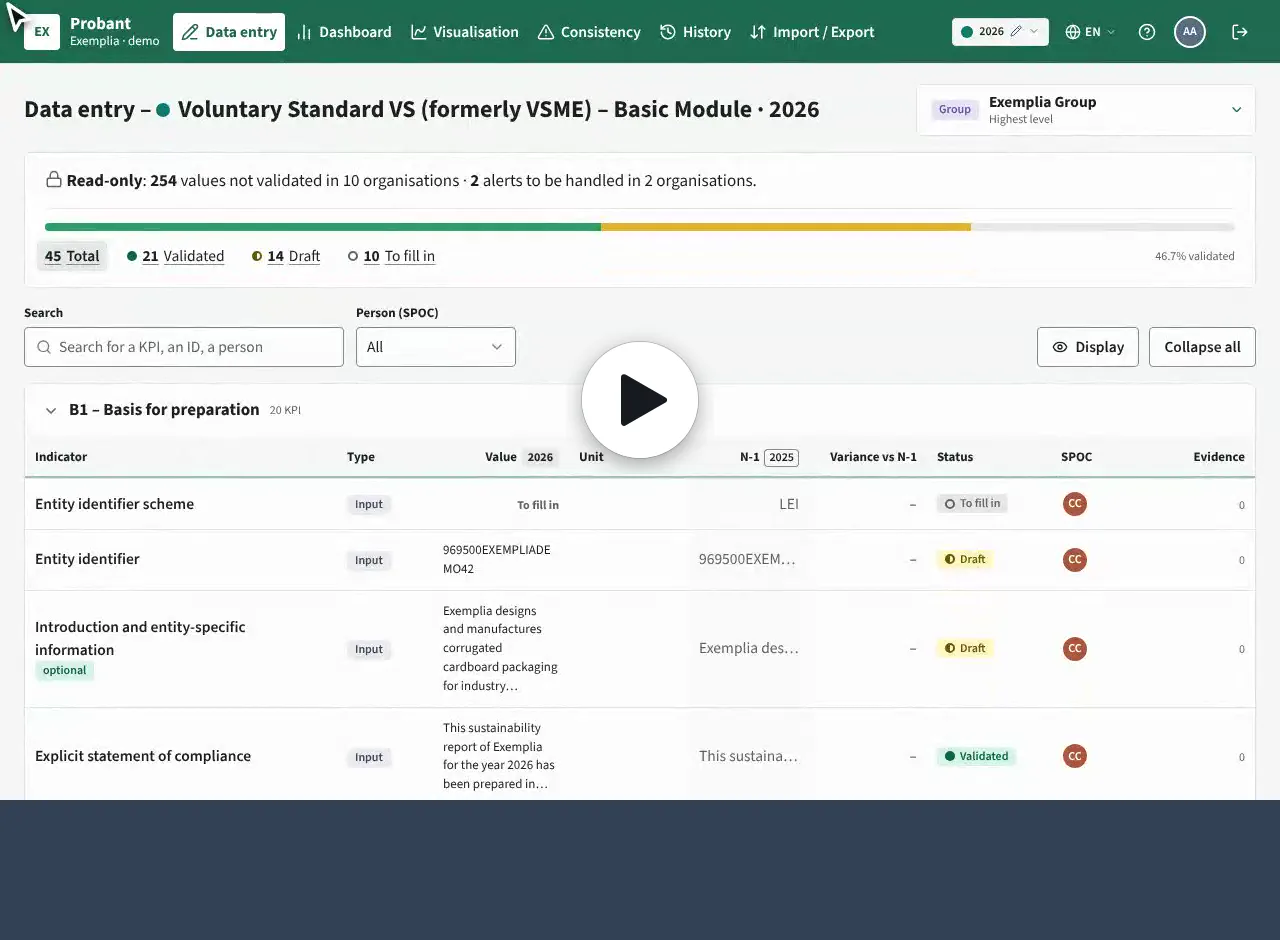 EX
Probant
Exemplia · demo
Data entry
Dashboard
Visualisation
Consistency
History
Import / Export
2026
EN
AA
Data entry – Voluntary Standard VS (formerly VSME) – Basic Module · 2026
Group
Exemplia Group
Highest level
Read-only: 254 values not validated in 10 organisations · 2 alerts to be handled in 2 organisations.
45 Total
21 Validated
14 Draft
10 To fill in
46.7% validated
Search
Person (SPOC)
Search for a KPI, an ID, a person
All
Display
Collapse all
B1 – Basis for preparation 20 KPI
Indicator Type Value 2026 Unit N-1 2025 Variance vs N-1 Status SPOC Evidence
Entity identifier scheme Input To fill in LEI – To fill in CC 0
Entity identifier Input 969500EXEMPLIADE
MO42
969500EXEM… – Draft CC 0
Introduction and entity-specific
information
optional
Input
Exemplia designs
and manufactures
corrugated
cardboard packaging
for industry…
Exemplia des… – Draft CC 0
Explicit statement of compliance
Input
This sustainability
report of Exemplia
for the year 2026 has
been prepared in…
This sustaina… – Validated CC 0